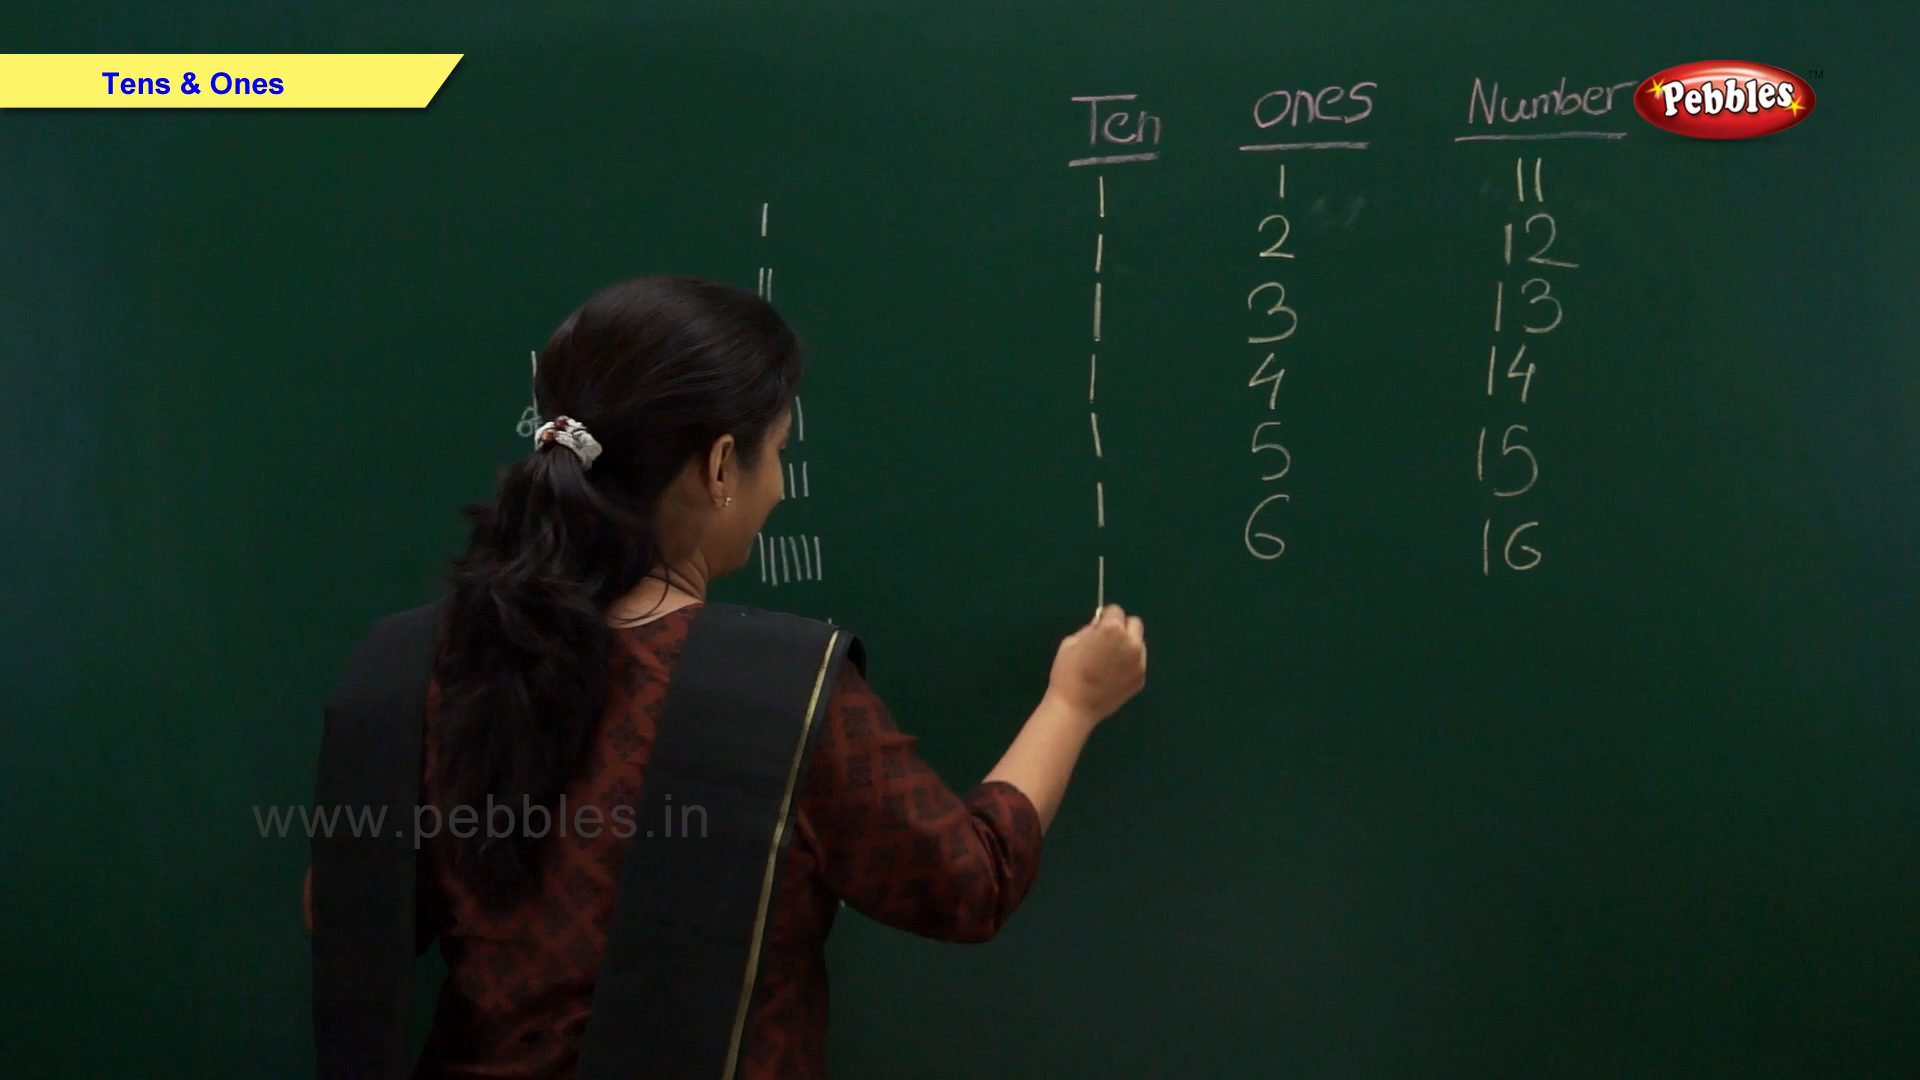 Tens & Ones
Pebbles TM
Ten ones Number
1 1 11
1 2 12
1 3 13
1 4 14
1 5 15
1 6 16
1
www.pebbles.in